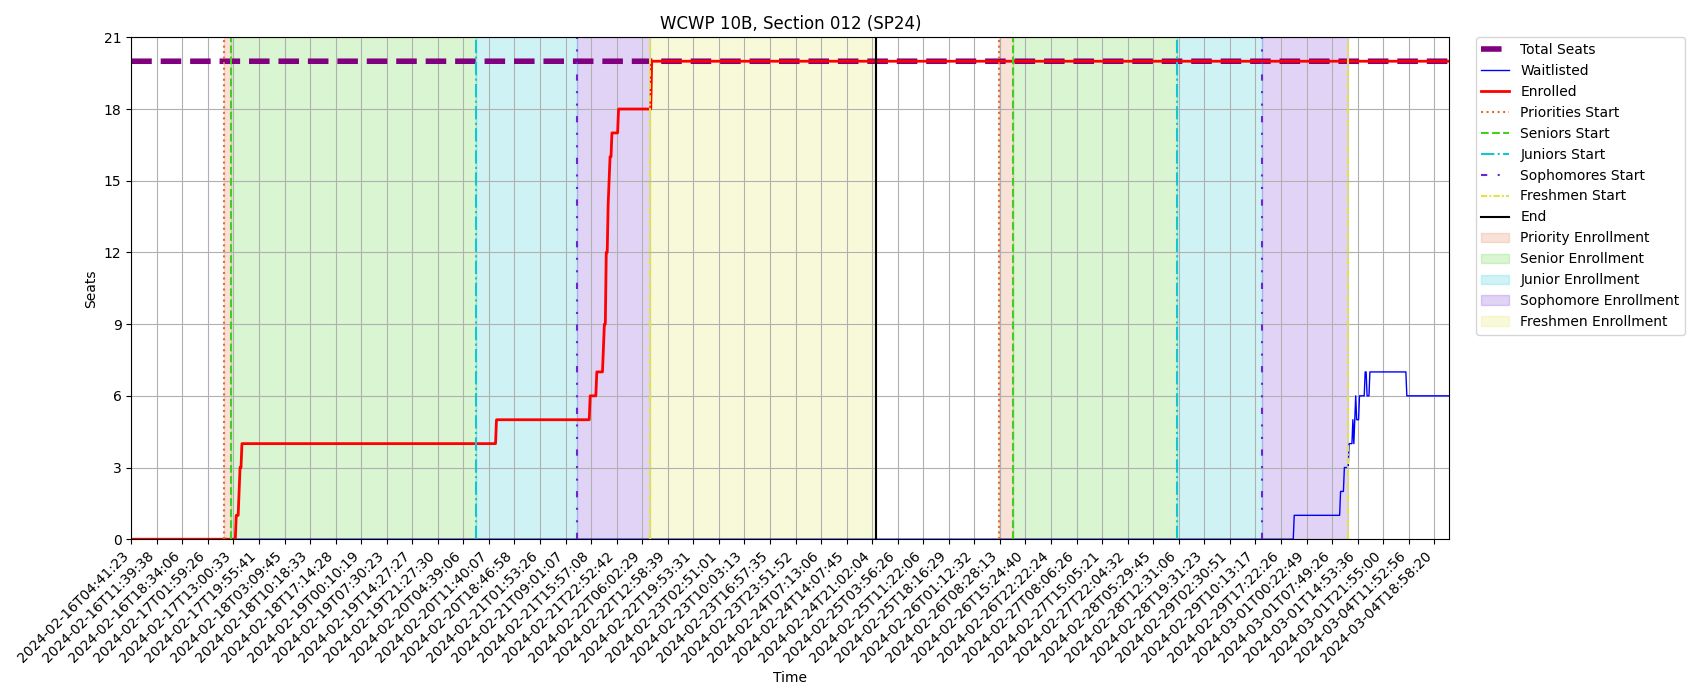 WCWP 10B, Section 012 (SP24)
Seats
21
18
15
12
9
6
3
0
2024-02-16T04:41:23
2024-02-16T11:39:38
2024-02-16T18:34:06
2024-02-17T01:59:26
2024-02-17T13:00:33
2024-02-17T19:55:41
2024-02-18T03:09:45
2024-02-18T10:18:33
2024-02-18T17:14:28
2024-02-19T00:10:19
2024-02-19T07:30:23
2024-02-19T14:27:27
2024-02-19T21:27:30
2024-02-20T04:39:06
2024-02-20T11:40:07
2024-02-20T18:46:58
2024-02-21T01:53:26
2024-02-21T09:01:07
2024-02-21T15:57:08
2024-02-21T22:52:42
2024-02-22T06:02:29
2024-02-22T12:58:39
2024-02-22T19:53:31
2024-02-23T02:51:01
2024-02-23T10:03:13
2024-02-23T16:57:35
2024-02-23T23:51:52
2024-02-24T07:13:06
2024-02-24T14:07:45
2024-02-24T21:02:04
2024-02-25T03:56:26
2024-02-25T11:22:06
2024-02-25T18:16:29
2024-02-26T01:12:32
2024-02-26T08:28:13
2024-02-26T15:24:40
2024-02-26T22:22:24
2024-02-27T08:06:26
2024-02-27T15:05:21
2024-02-27T22:04:32
2024-02-28T05:29:45
2024-02-28T12:31:06
2024-02-28T19:31:23
2024-02-29T02:30:51
2024-02-29T10:13:17
2024-02-29T17:22:26
2024-03-01T00:22:49
2024-03-01T07:49:26
2024-03-01T14:53:36
2024-03-01T21:55:00
2024-03-04T11:52:56
2024-03-04T18:58:20
Time
Total Seats
Waitlisted
Enrolled
Priorities Start
Seniors Start
Juniors Start
Sophomores Start
Freshmen Start
End
Priority Enrollment
Senior Enrollment
Junior Enrollment
Sophomore Enrollment
Freshmen Enrollment